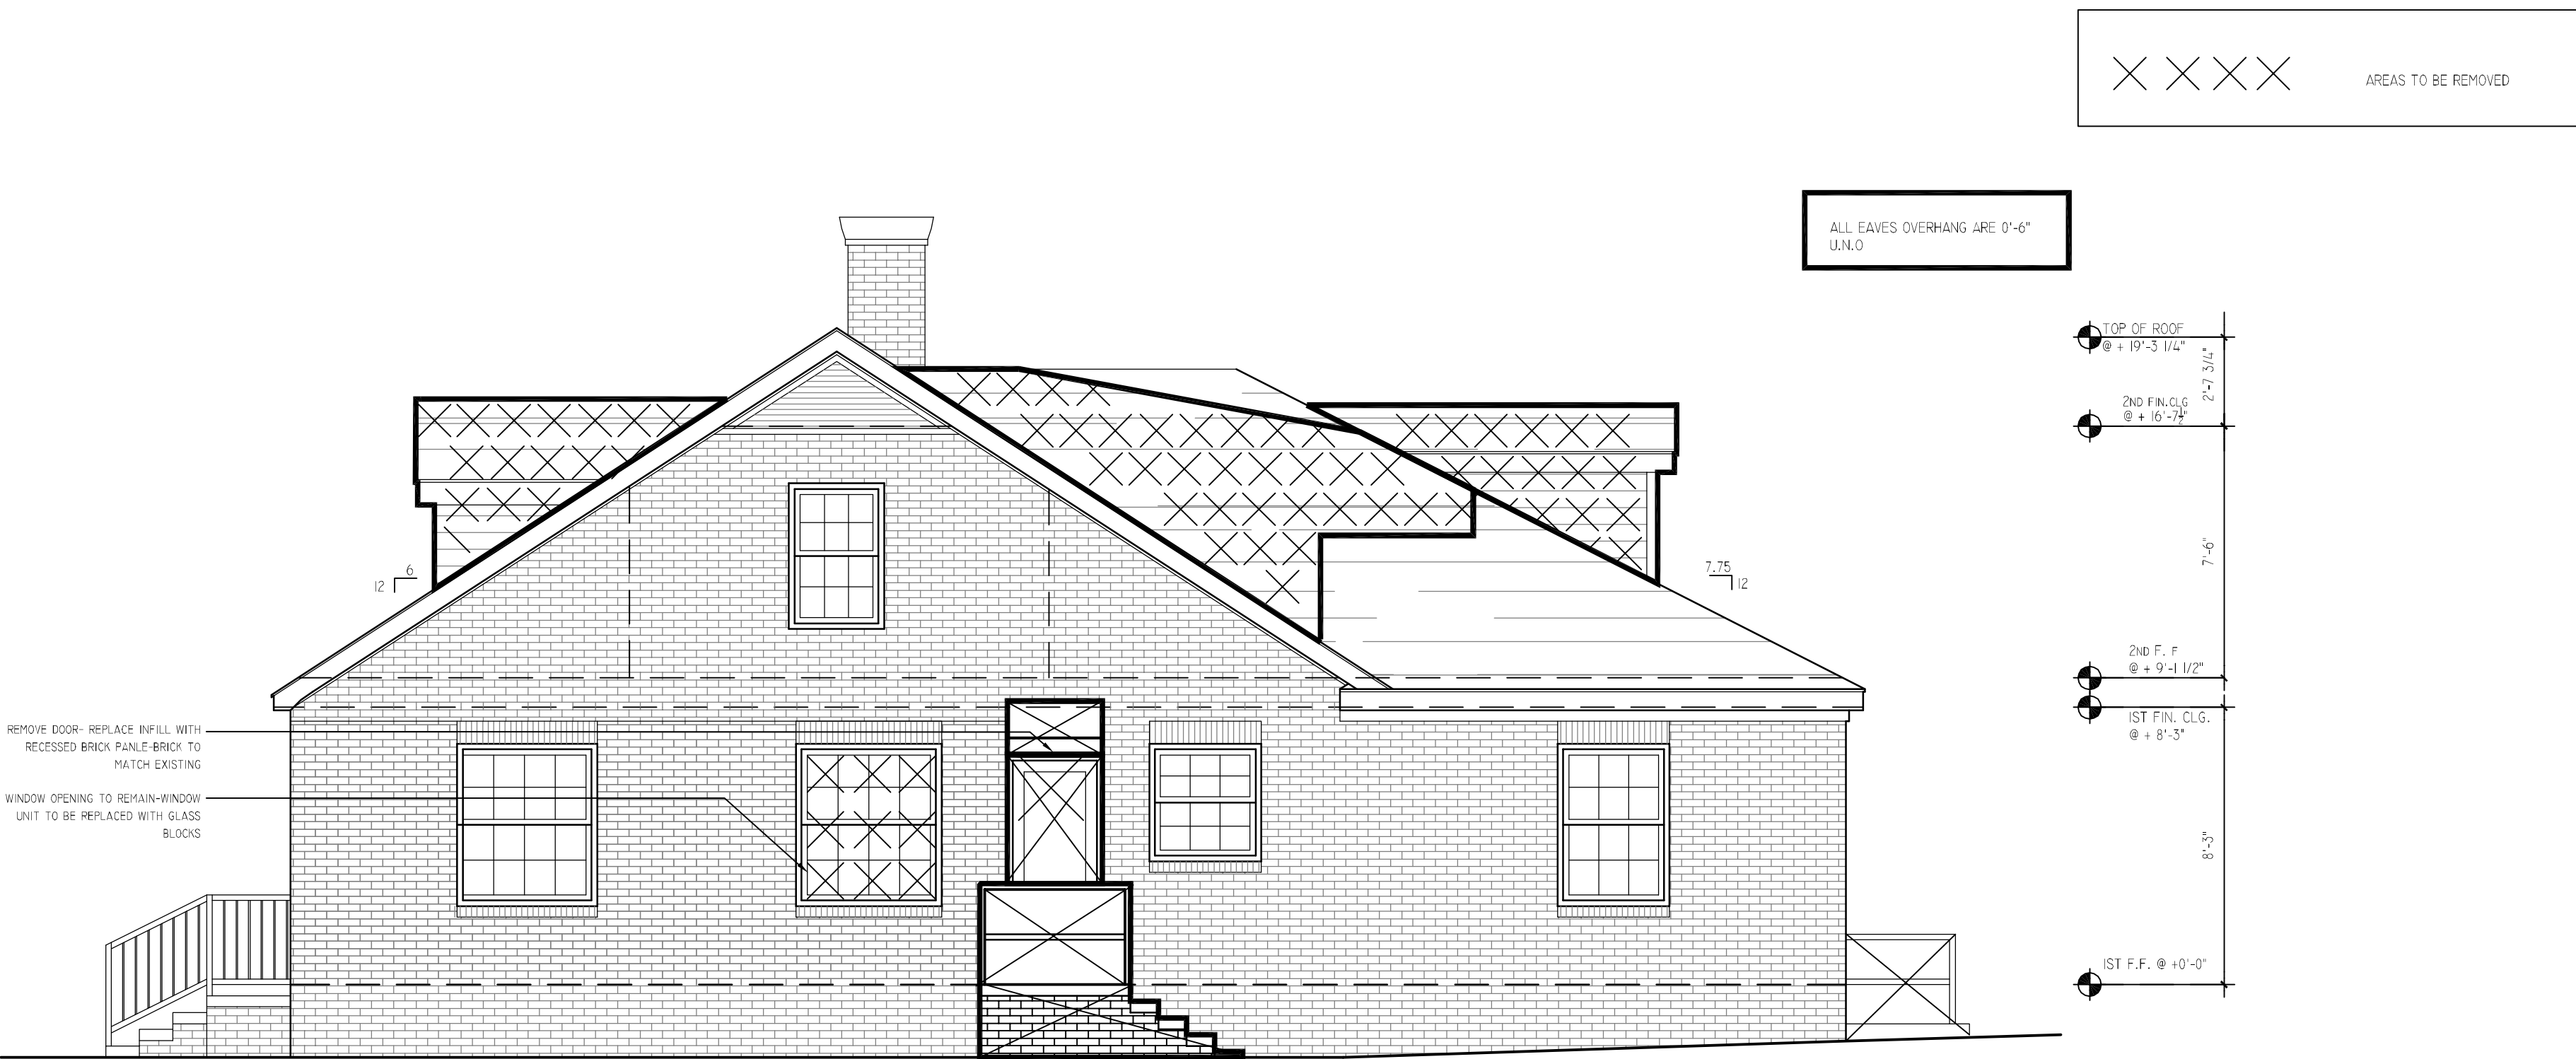 AREAS TO BE REMOVED
ALL EAVES OVERHANG ARE 0'-6"
U.N.O
TOP OF ROOF
@ + 19'-3 1/4"
2'-7 3/4"
2ND FIN.CLG
@ + 16'-7½"
7'-6"
6
12
7.75
12
2ND F. F
@ + 9'-1 1/2"
1ST FIN. CLG.
@ + 8'-3"
8'-3"
REMOVE DOOR- REPLACE INFILL WITH
RECESSED BRICK PANLE-BRICK TO
MATCH EXISTING
WINDOW OPENING TO REMAIN-WINDOW
UNIT TO BE REPLACED WITH GLASS
BLOCKS
1ST F.F. @ +0'-0"